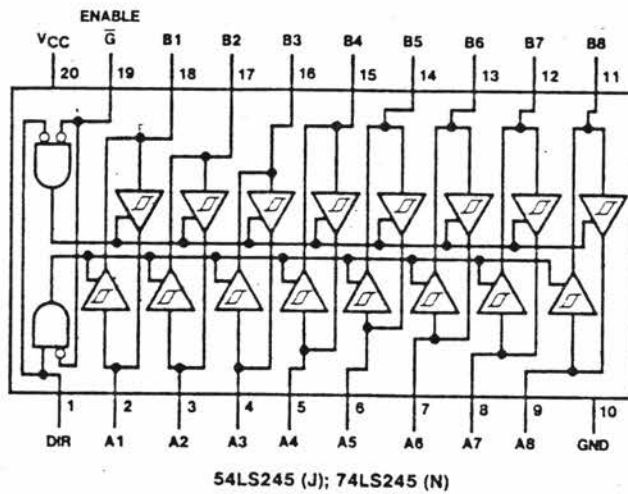 ENABLE
VCC G̅ B1 B2 B3 B4 B5 B6 B7 B8
20 19 18 17 16 15 14 13 12 11
1 2 3 4 5 6 7 8 9 10
DIR A1 A2 A3 A4 A5 A6 A7 A8 GND
54LS245 (J); 74LS245 (N)